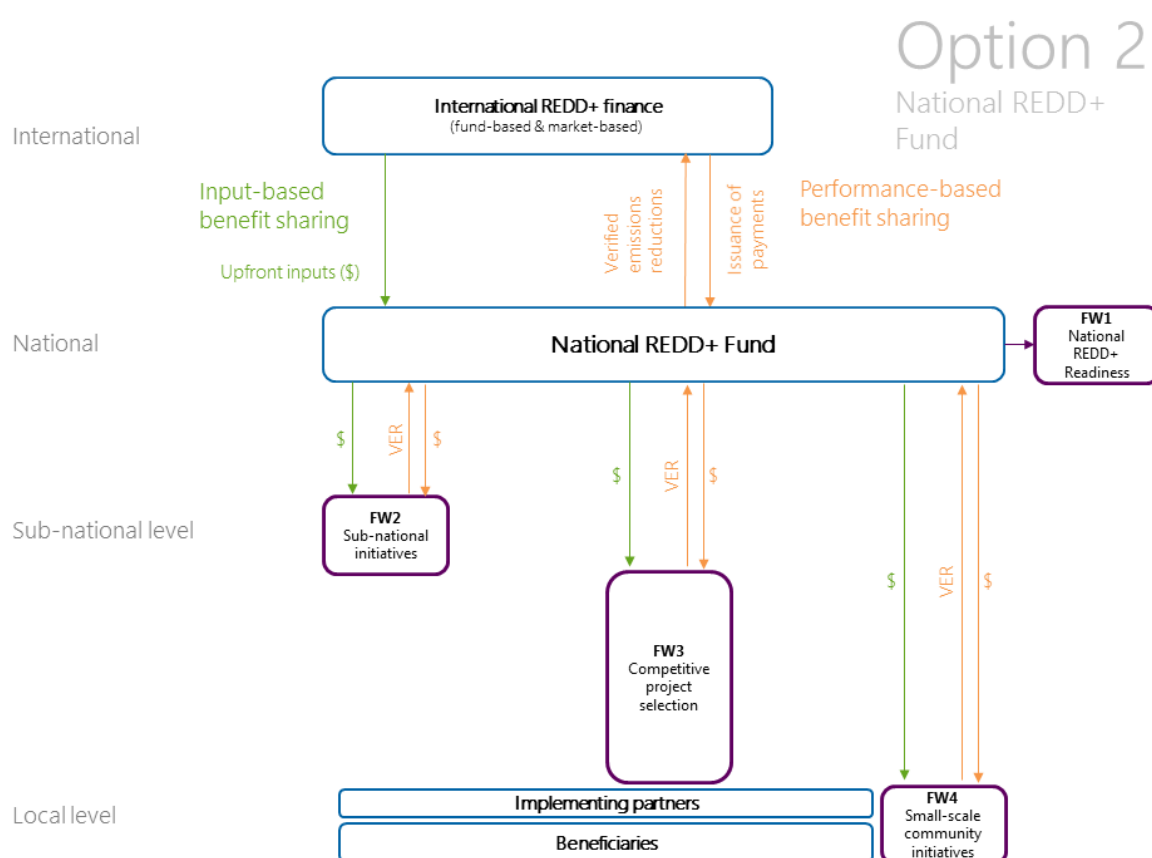 Option 2
National REDD+
Fund
International REDD+ finance
(fund-based & market-based)
International
Input-based
benefit sharing
Verified
emissions
reductions
Issuance of
payments
Performance-based
benefit sharing
Upfront inputs ($)
National
National REDD+ Fund
FW1
National
REDD+
Readiness
$
VER
$
$
VER
$
$
VER
$
Sub-national level
FW2
Sub-national
initiatives
FW3
Competitive
project
selection
Local level
Implementing partners
Beneficiaries
FW4
Small-scale
community
initiatives